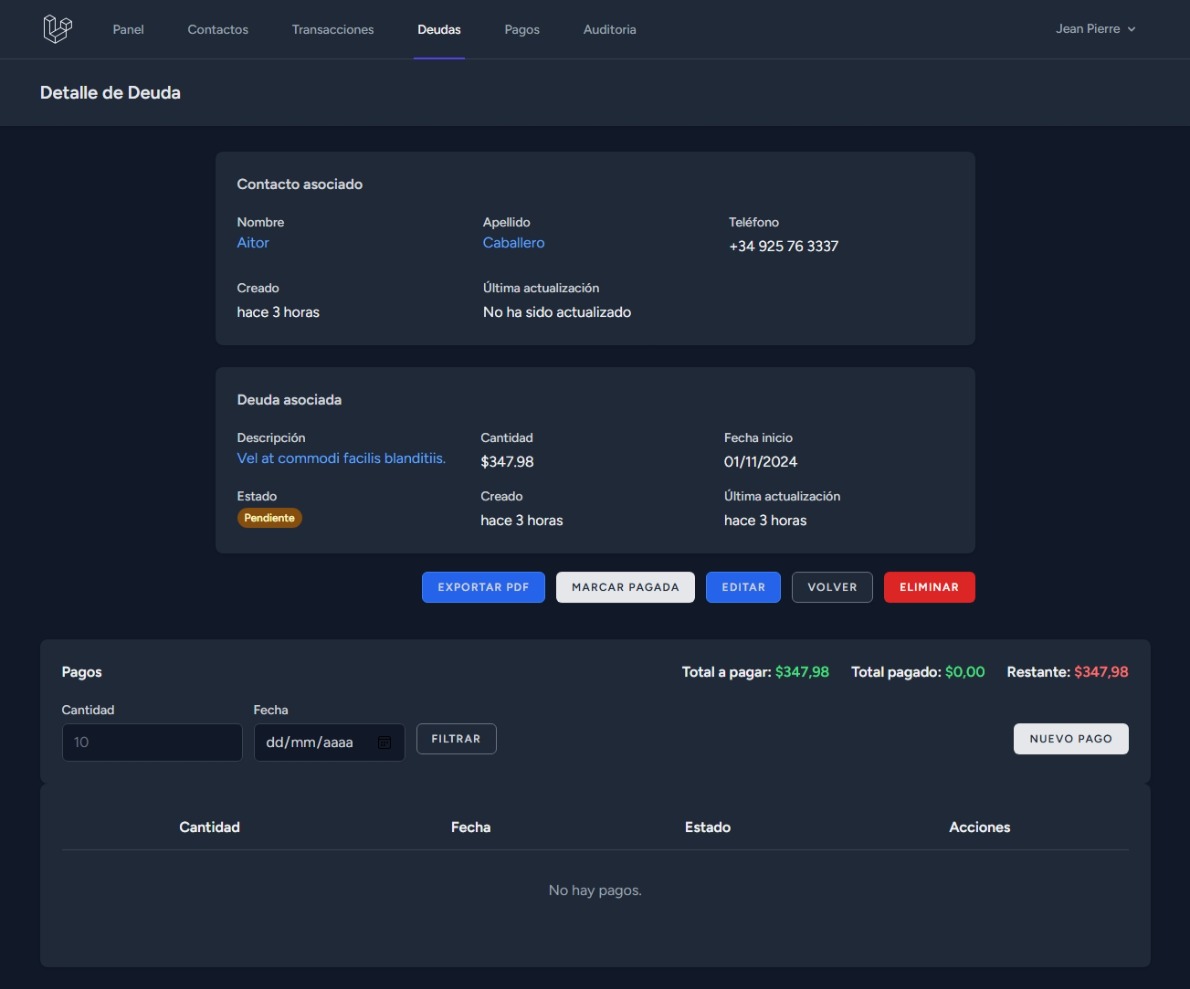 Panel Contactos Transacciones Deudas Pagos Auditoria Jean Pierre
Detalle de Deuda
Contacto asociado
Nombre Apellido Teléfono
Aitor Caballero +34 925 76 3337
Creado Última actualización
hace 3 horas No ha sido actualizado
Deuda asociada
Descripción Cantidad Fecha inicio
Vel at commodi facilis blanditiis. $347.98 01/11/2024
Estado Creado Última actualización
Pendiente hace 3 horas hace 3 horas
EXPORTAR PDF MARCAR PAGADA EDITAR VOLVER ELIMINAR
Pagos Total a pagar: $347,98 Total pagado: $0,00 Restante: $347,98
Cantidad Fecha
10 dd/mm/aaaa FILTRAR NUEVO PAGO
Cantidad Fecha Estado Acciones
No hay pagos.